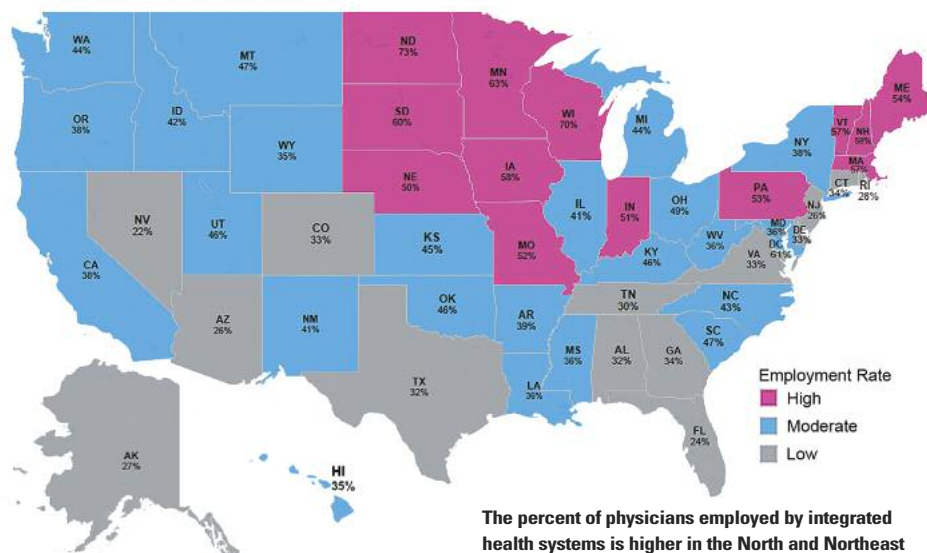 WA
44%
MT
47%
ND
73%
MN
63%
ME
54%
OR
38%
ID
42%
SD
60%
WI
70%
MI
44%
VT
57%
NH
59%
WY
35%
NY
38%
MA
57%
NE
50%
IA
58%
CT
34%
RI
28%
NV
22%
UT
46%
CO
33%
KS
45%
MO
52%
IL
41%
IN
51%
OH
49%
PA
53%
NJ
26%
CA
38%
KY
46%
WV
36%
MD
36%
DE
33%
DC
61%
VA
33%
AZ
26%
NM
41%
OK
46%
AR
39%
TN
30%
NC
43%
SC
47%
TX
32%
LA
36%
MS
36%
AL
32%
GA
34%
FL
24%
AK
27%
HI
35%
Employment Rate
High
Moderate
Low
The percent of physicians employed by integrated
health systems is higher in the North and Northeast